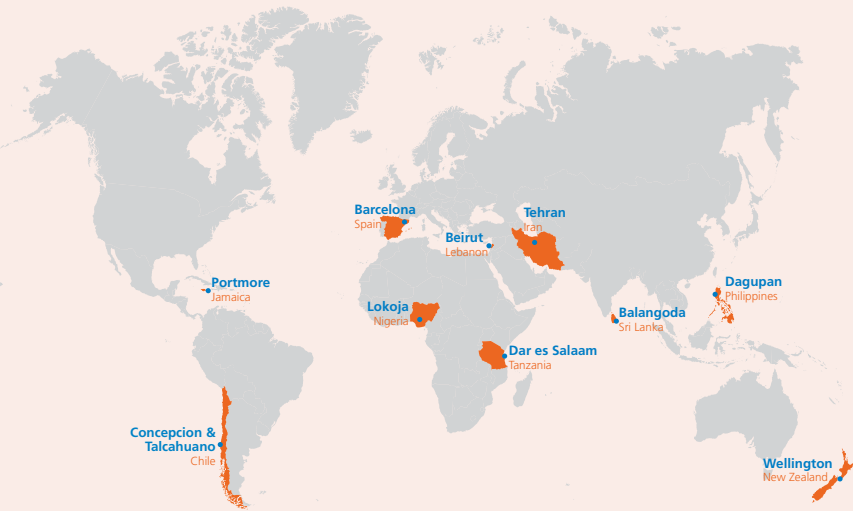 Barcelona
Spain
Tehran
Iran
Beirut
Lebanon
Portmore
Jamaica
Dagupan
Philippines
Lokoja
Nigeria
Balangoda
Sri Lanka
Dar es Salaam
Tanzania
Concepcion &
Talcahuano
Chile
Wellington
New Zealand